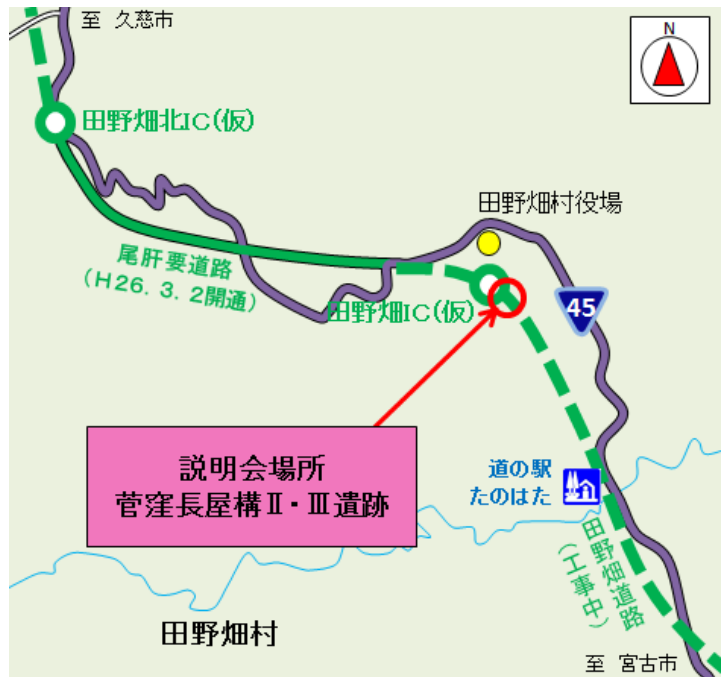 至 久慈市
N
田野畑北IC(仮)
田野畑村役場
尾肝要道路
(H26.3.2開通)
田野畑IC(仮)
45
説明会場所
菅窪長屋構Ⅱ・Ⅲ遺跡
道の駅
たのはた
田野畑道路
(工事中)
田野畑村
至 宮古市